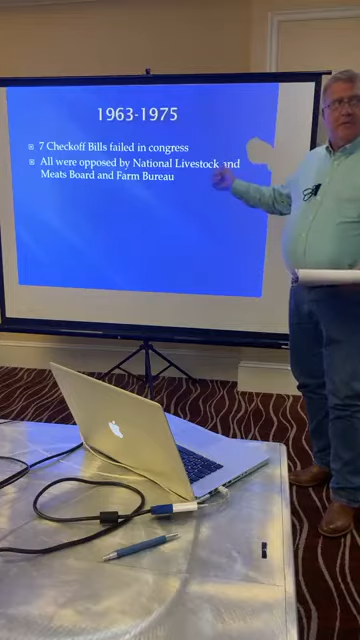 1963-1975
7 Checkoff Bills failed in congress
All were opposed by National Livestock and
Meats Board and Farm Bureau